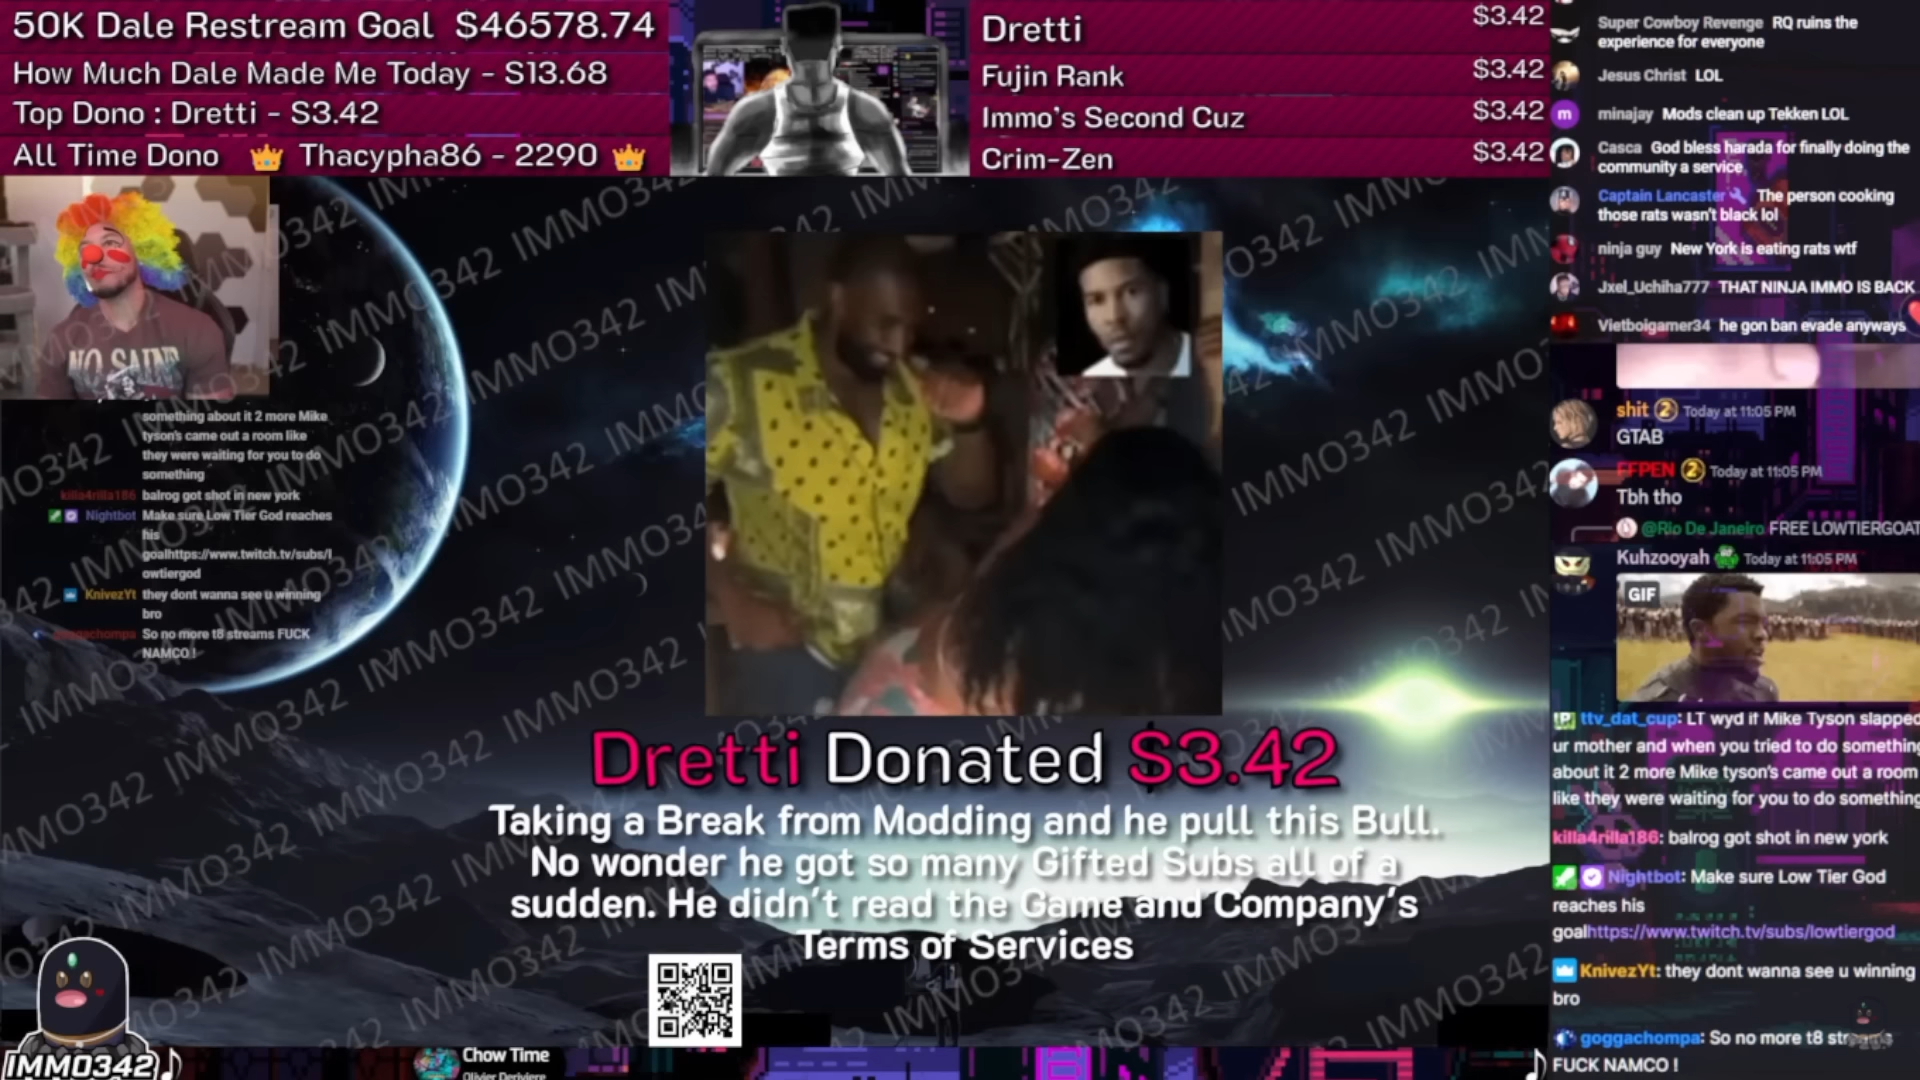 50K Dale Restream Goal $46578.74
How Much Dale Made Me Today - $13.68
Top Dono : Dretti - $3.42
All Time Dono 👑 Thacypha86 - 2290 👑
Dretti $3.42
Fujin Rank $3.42
Immo's Second Cuz $3.42
Crim-Zen $3.42
Super Cowboy Revenge RQ ruins the
experience for everyone
Jesus Christ LOL
m minajay Mods clean up Tekken LOL
Casca God bless harada for finally doing the
community a service
Captain Lancaster The person cooking
those rats wasn't black lol
ninja guy New York is eating rats wtf
Jxel_Uchiha777 THAT NINJA IMMO IS BACK
Vietboigamer34 he gon ban evade anyways
shit 2 Today at 11:05 PM
GTAB
FFPEN 2 Today at 11:05 PM
Tbh tho
@Rio De Janeiro FREE LOWTIERGOAT
Kuhzooyah Today at 11:05 PM
GIF
ttv_dat_cup: LT wyd if Mike Tyson slapped
ur mother and when you tried to do something
about it 2 more Mike tyson's came out a room
like they were waiting for you to do something
killa4rilla186: balrog got shot in new york
Nightbot: Make sure Low Tier God
reaches his
goalhttps://www.twitch.tv/subs/lowtiergod
KnivezYt: they dont wanna see u winning
bro
goggachompa: So no more t8 streams
FUCK NAMCO !
NO SAINT
something about it 2 more Mike
tyson's came out a room like
they were waiting for you to do
something
killa4rilla186 balrog got shot in new york
Nightbot Make sure Low Tier God reaches
his
goalhttps://www.twitch.tv/subs/l
owtiergod
KnivezYt they dont wanna see u winning
bro
goggachompa So no more t8 streams FUCK
NAMCO !
Dretti Donated $3.42
Taking a Break from Modding and he pull this Bull.
No wonder he got so many Gifted Subs all of a
sudden. He didn't read the Game and Company's
Terms of Services
IMMO342
Chow Time
Olivier Deriviere